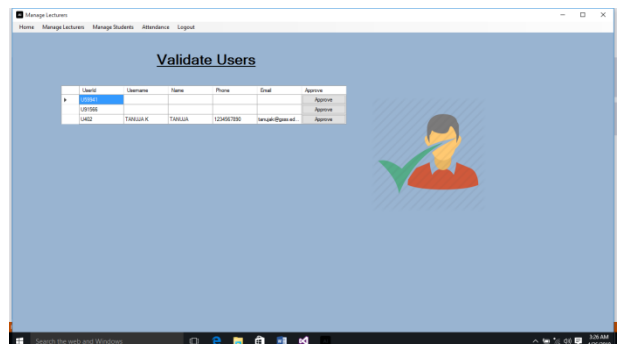 Manage Lecturers
Home Manage Lecturers Manage Students Attendance Logout
Validate Users
UserId Username Name Phone Email Approve
Approve
U91566 Approve
U402 TANUJA K TANUJA 1234567890 Approve
Search the web and Windows
3:26 AM